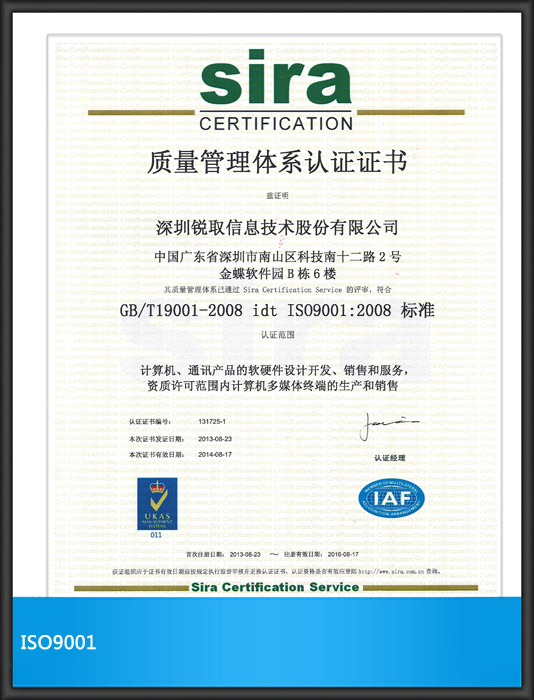 sira
CERTIFICATION
质量管理体系认证证书
兹证明
深圳锐取信息技术股份有限公司
中国广东省深圳市南山区科技南十二路 2 号
金蝶软件园 B 栋 6 楼
其质量管理体系已通过 Sira Certification Service 的评审，符合
GB/T19001-2008 idt ISO9001:2008 标准
认证范围
计算机、通讯产品的软硬件设计开发、销售和服务，
资质许可范围内计算机多媒体终端的生产和销售
认证证书编号： 131725-1
本次证书发证日期： 2013-08-23
本次证书有效日期： 2014-08-17
认证经理
UKAS
MANAGEMENT
SYSTEMS
011
MEMBER OF MULTILATERAL
IAF
RECOGNITION ARRANGEMENT
首次注册日期： 2013-08-23 ～ 注册有效日期： 2016-08-17
获证组织应于证书有效日期前按规定执行监督审核并更换认证证书，认证资格是否有效应登陆 http://www.sira.com.cn 查询。
Sira Certification Service
ISO9001